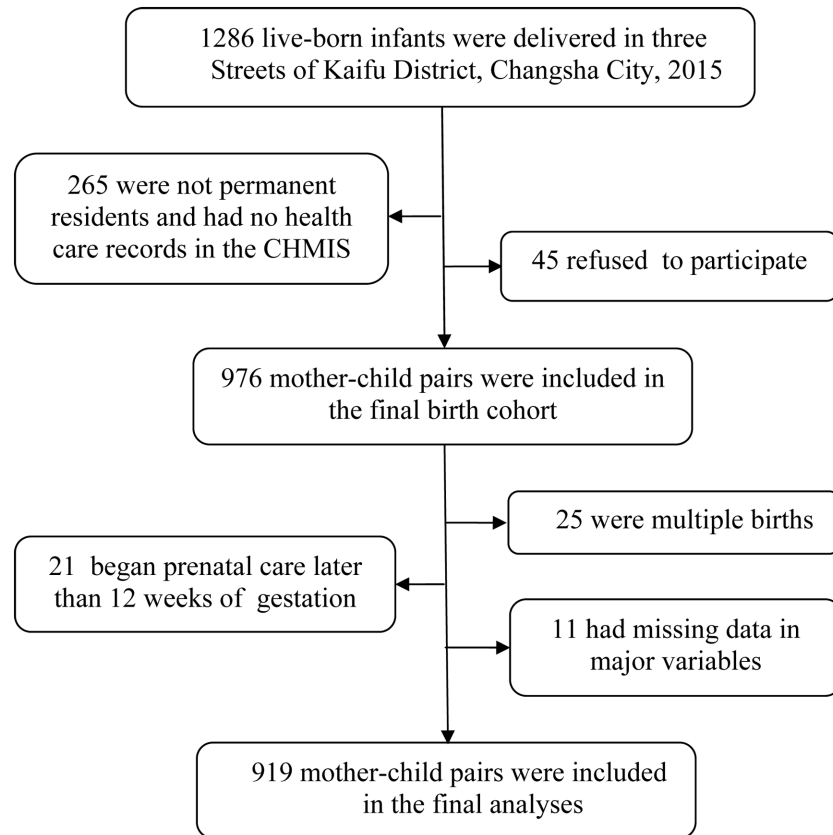 1286 live-born infants were delivered in three
Streets of Kaifu District, Changsha City, 2015
265 were not permanent
residents and had no health
care records in the CHMIS
45 refused to participate
976 mother-child pairs were included in
the final birth cohort
25 were multiple births
21 began prenatal care later
than 12 weeks of gestation
11 had missing data in
major variables
919 mother-child pairs were included
in the final analyses